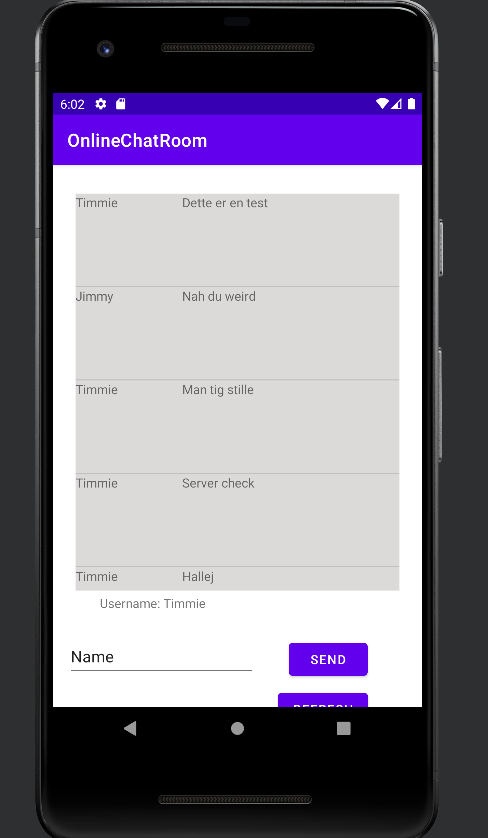 6:02
OnlineChatRoom
Timmie Dette er en test
Jimmy Nah du weird
Timmie Man tig stille
Timmie Server check
Timmie Hallej
Username: Timmie
Name SEND
REFRESH